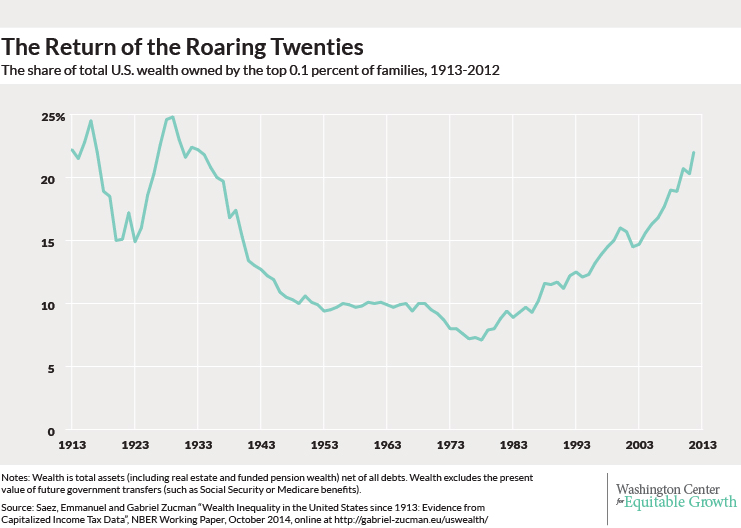 The Return of the Roaring Twenties
The share of total U.S. wealth owned by the top 0.1 percent of families, 1913-2012
25%
20
15
10
5
0
1913 1923 1933 1943 1953 1963 1973 1983 1993 2003 2013
Notes: Wealth is total assets (including real estate and funded pension wealth) net of all debts. Wealth excludes the present
value of future government transfers (such as Social Security or Medicare benefits).
Source: Saez, Emmanuel and Gabriel Zucman “Wealth Inequality in the United States since 1913: Evidence from
Capitalized Income Tax Data”, NBER Working Paper, October 2014, online at http://gabriel-zucman.eu/uswealth/
Washington Center
for Equitable Growth